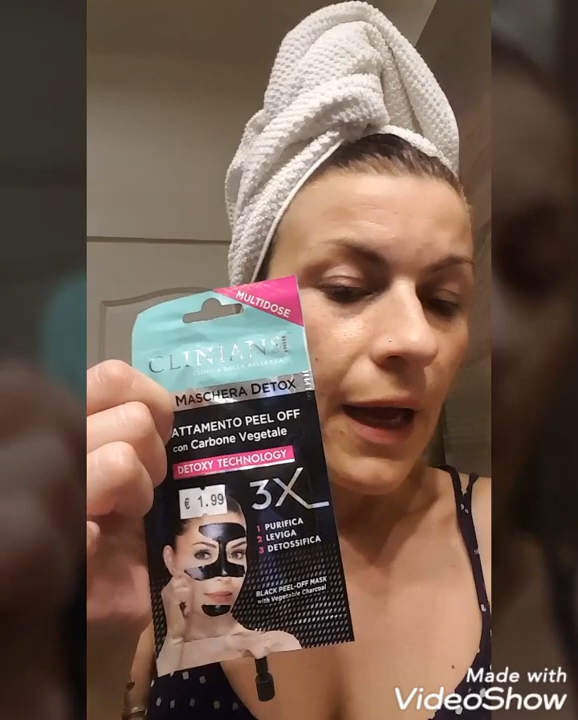 MULTIDOSE
CLINIANS
MASCHERA DETOX
ATTAMENTO PEEL OFF
con Carbone Vegetale
DETOXY TECHNOLOGY
€ 1.99
3X
1 PURIFICA
2 LEVIGA
3 DETOSSIFICA
BLACK PEEL-OFF MASK
with Vegetable Charcoal
Made with
VideoShow